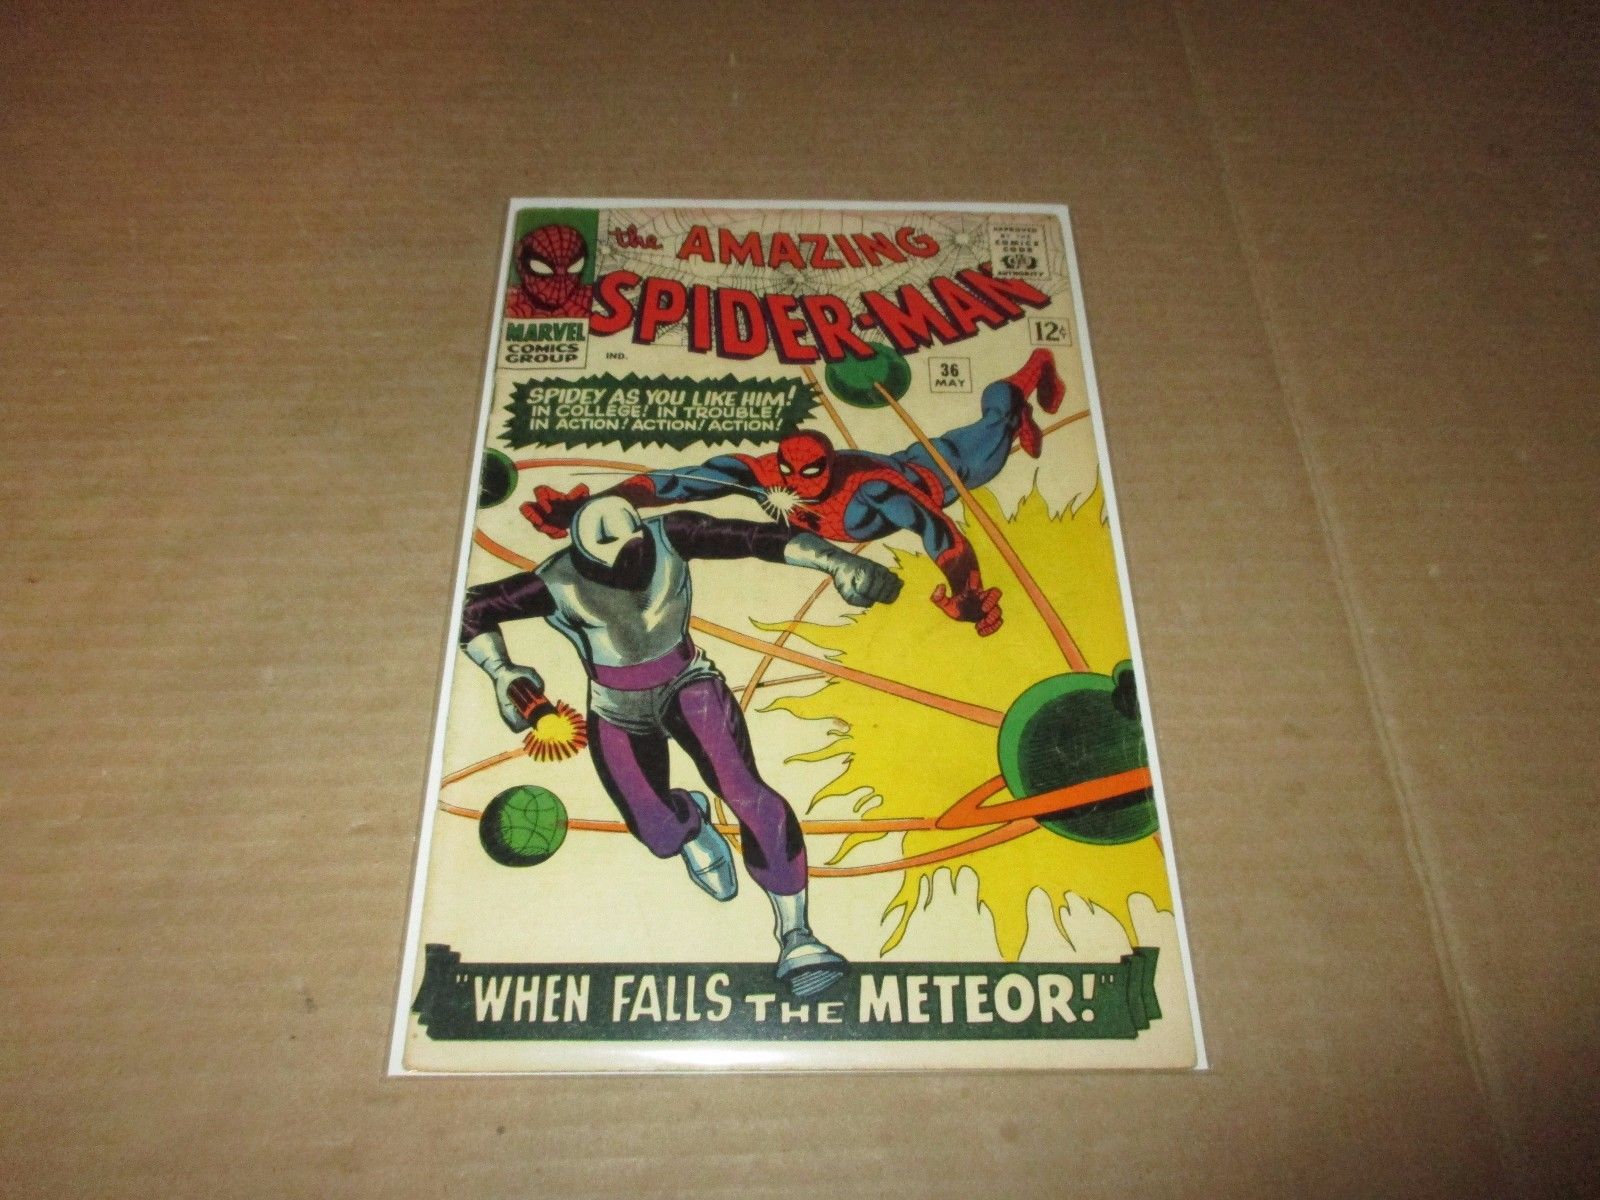 the AMAZING
SPIDER-MAN
APPROVED
BY THE
COMICS
CODE
AUTHORITY
MARVEL
COMICS
GROUP
IND.
12¢
36
MAY
SPIDEY AS YOU LIKE HIM!
IN COLLEGE! IN TROUBLE!
IN ACTION! ACTION! ACTION!
"WHEN FALLS THE METEOR!"